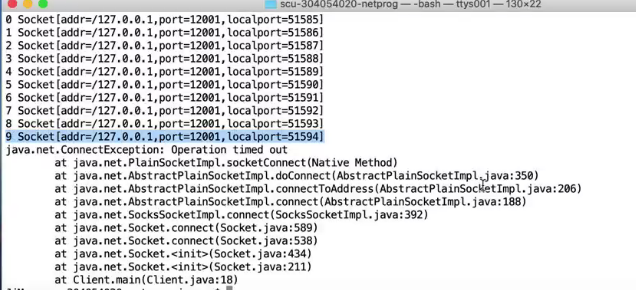 scu-304054020-netprog — -bash — ttys001 — 130×22
0 Socket[addr=/127.0.0.1,port=12001,localport=51585]
1 Socket[addr=/127.0.0.1,port=12001,localport=51586]
2 Socket[addr=/127.0.0.1,port=12001,localport=51587]
3 Socket[addr=/127.0.0.1,port=12001,localport=51588]
4 Socket[addr=/127.0.0.1,port=12001,localport=51589]
5 Socket[addr=/127.0.0.1,port=12001,localport=51590]
6 Socket[addr=/127.0.0.1,port=12001,localport=51591]
7 Socket[addr=/127.0.0.1,port=12001,localport=51592]
8 Socket[addr=/127.0.0.1,port=12001,localport=51593]
9 Socket[addr=/127.0.0.1,port=12001,localport=51594]
java.net.ConnectException: Operation timed out
at java.net.PlainSocketImpl.socketConnect(Native Method)
at java.net.AbstractPlainSocketImpl.doConnect(AbstractPlainSocketImpl.java:350)
at java.net.AbstractPlainSocketImpl.connectToAddress(AbstractPlainSocketImpl.java:206)
at java.net.AbstractPlainSocketImpl.connect(AbstractPlainSocketImpl.java:188)
at java.net.SocksSocketImpl.connect(SocksSocketImpl.java:392)
at java.net.Socket.connect(Socket.java:589)
at java.net.Socket.connect(Socket.java:538)
at java.net.Socket.<init>(Socket.java:434)
at java.net.Socket.<init>(Socket.java:211)
at Client.main(Client.java:18)